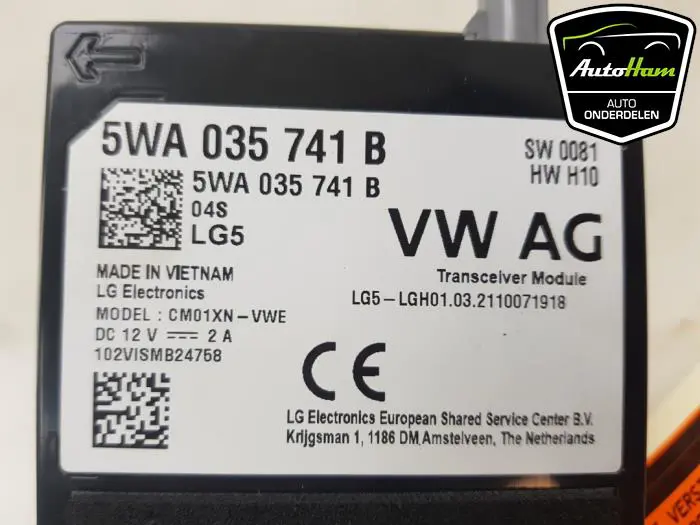 AutoHam
AUTO
ONDERDELEN
5WA 035 741 B
SW 0081
HW H10
5WA 035 741 B
04S
LG5
VW AG
Transceiver Module
LG5-LGH01.03.2110071918
MADE IN VIETNAM
LG Electronics
MODEL : CM01XN-VWE
DC 12 V 2 A
102VISMB24758
CE
LG Electronics European Shared Service Center B.V.
Krijgsman 1, 1186 DM Amstelveen, The Netherlands
VERST